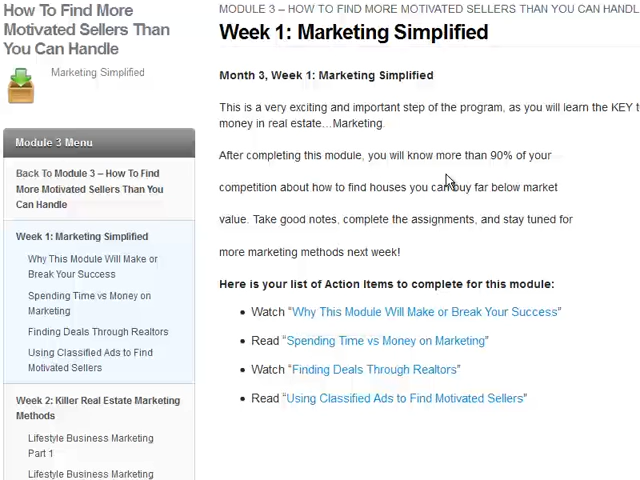 How To Find More
Motivated Sellers Than
You Can Handle
Marketing Simplified
Module 3 Menu
Back To Module 3 – How To Find
More Motivated Sellers Than You
Can Handle
Week 1: Marketing Simplified
Why This Module Will Make or
Break Your Success
Spending Time vs Money on
Marketing
Finding Deals Through Realtors
Using Classified Ads to Find
Motivated Sellers
Week 2: Killer Real Estate Marketing
Methods
Lifestyle Business Marketing
Part 1
Lifestyle Business Marketing
MODULE 3 – HOW TO FIND MORE MOTIVATED SELLERS THAN YOU CAN HANDL
Week 1: Marketing Simplified
Month 3, Week 1: Marketing Simplified
This is a very exciting and important step of the program, as you will learn the KEY t
money in real estate…Marketing.
After completing this module, you will know more than 90% of your
competition about how to find houses you can buy far below market
value. Take good notes, complete the assignments, and stay tuned for
more marketing methods next week!
Here is your list of Action Items to complete for this module:
• Watch “Why This Module Will Make or Break Your Success”
• Read “Spending Time vs Money on Marketing”
• Watch “Finding Deals Through Realtors”
• Read “Using Classified Ads to Find Motivated Sellers”